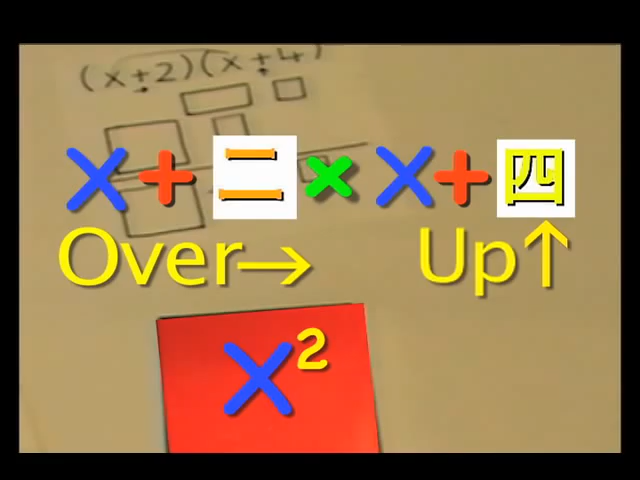 (x+2)(x+4)
x+二×x+四
Over→ Up↑
x²